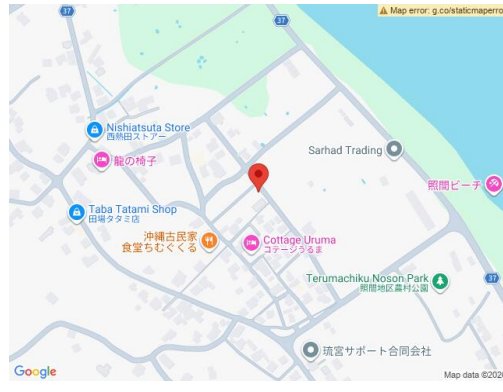 ⚠ Map error: g.co/staticmaperro
37
37
Nishiatsuta Store
西熱田ストアー
龍の椅子
Sarhad Trading
照間ビーチ
Taba Tatami Shop
田場タタミ店
沖縄古民家
食堂ちむぐくる
Cottage Uruma
コテージうるま
Terumachiku Noson Park
照間地区農村公園
37
琉宮サポート合同会社
Google
Map data ©202